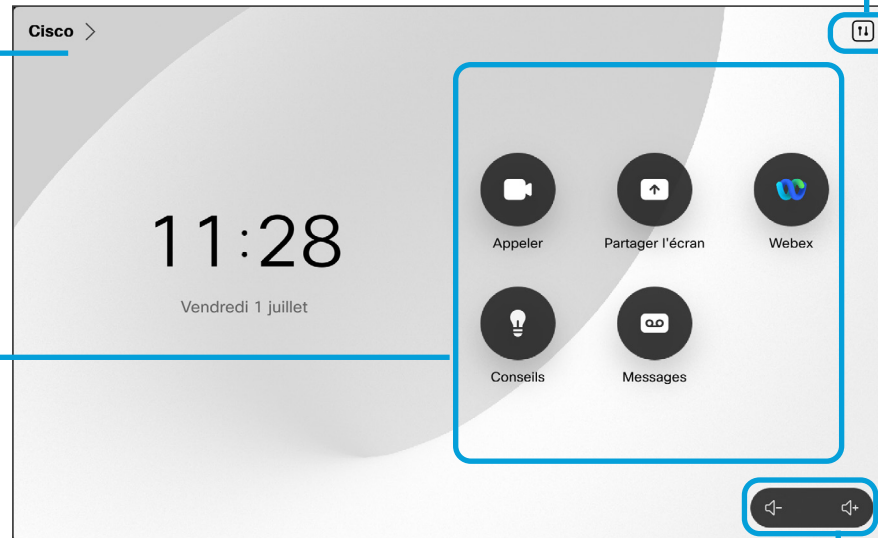 Cisco
11:28
Vendredi 1 juillet
Appeler
Partager l'écran
Webex
Conseils
Messages